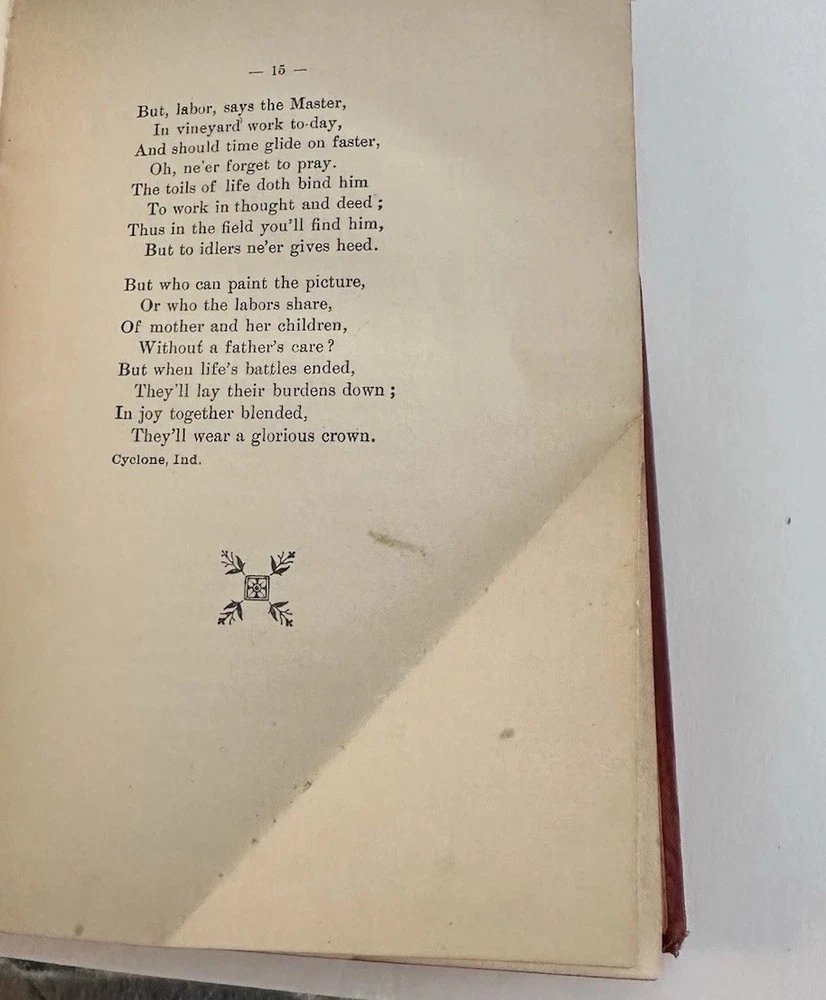 — 15 —
But, labor, says the Master,
In vineyard work to-day,
And should time glide on faster,
Oh, ne'er forget to pray.
The toils of life doth bind him
To work in thought and deed ;
Thus in the field you'll find him,
But to idlers ne'er gives heed.
But who can paint the picture,
Or who the labors share,
Of mother and her children,
Without a father's care ?
But when life's battles ended,
They'll lay their burdens down ;
In joy together blended,
They'll wear a glorious crown.
Cyclone, Ind.